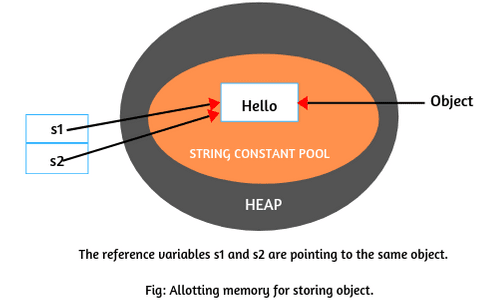 Hello
Object
s1
s2
STRING CONSTANT POOL
HEAP
The reference variables s1 and s2 are pointing to the same object.
Fig: Allotting memory for storing object.